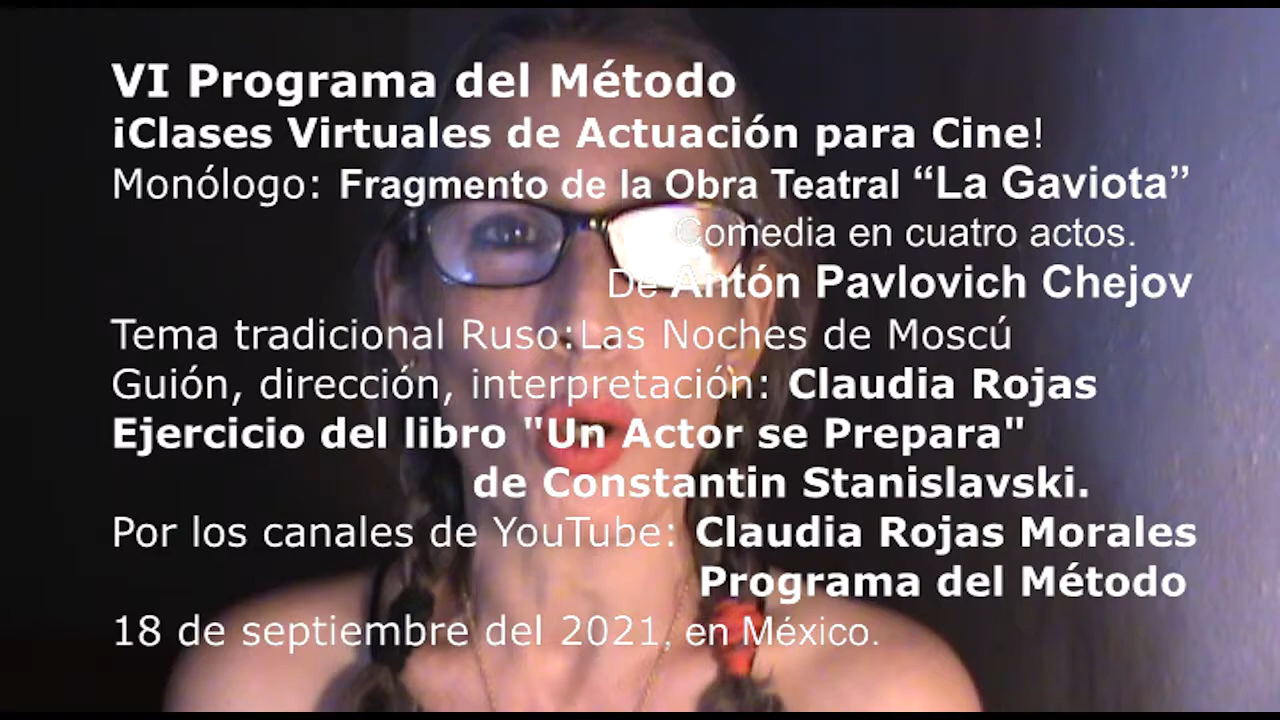 VI Programa del Método
¡Clases Virtuales de Actuación para Cine!
Monólogo: Fragmento de la Obra Teatral “La Gaviota”
Comedia en cuatro actos.
De Antón Pavlovich Chejov
Tema tradicional Ruso:Las Noches de Moscú
Guión, dirección, interpretación: Claudia Rojas
Ejercicio del libro "Un Actor se Prepara"
de Constantin Stanislavski.
Por los canales de YouTube: Claudia Rojas Morales
Programa del Método
18 de septiembre del 2021, en México.